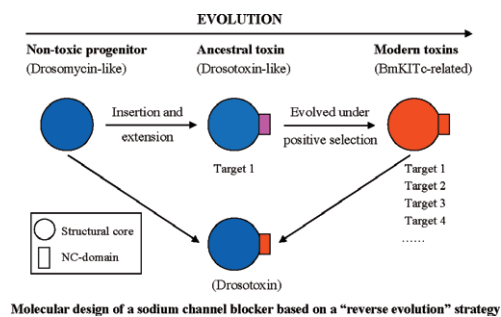 EVOLUTION
Non-toxic progenitor
(Drosomycin-like)
Ancestral toxin
(Drosotoxin-like)
Modern toxins
(BmKITc-related)
Insertion and
extension
Evolved under
positive selection
Target 1
Target 1
Target 2
Target 3
Target 4
......
Structural core
NC-domain
(Drosotoxin)
Molecular design of a sodium channel blocker based on a “reverse evolution” strategy